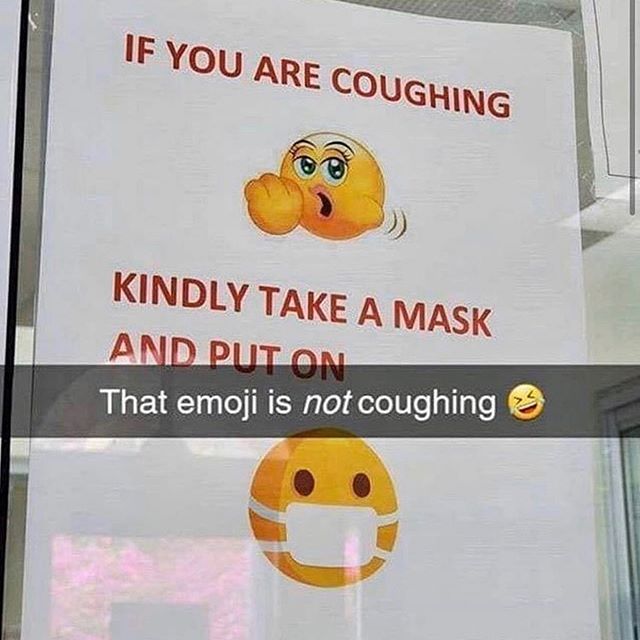 IF YOU ARE COUGHING
KINDLY TAKE A MASK
AND PUT ON
That emoji is not coughing 🤣